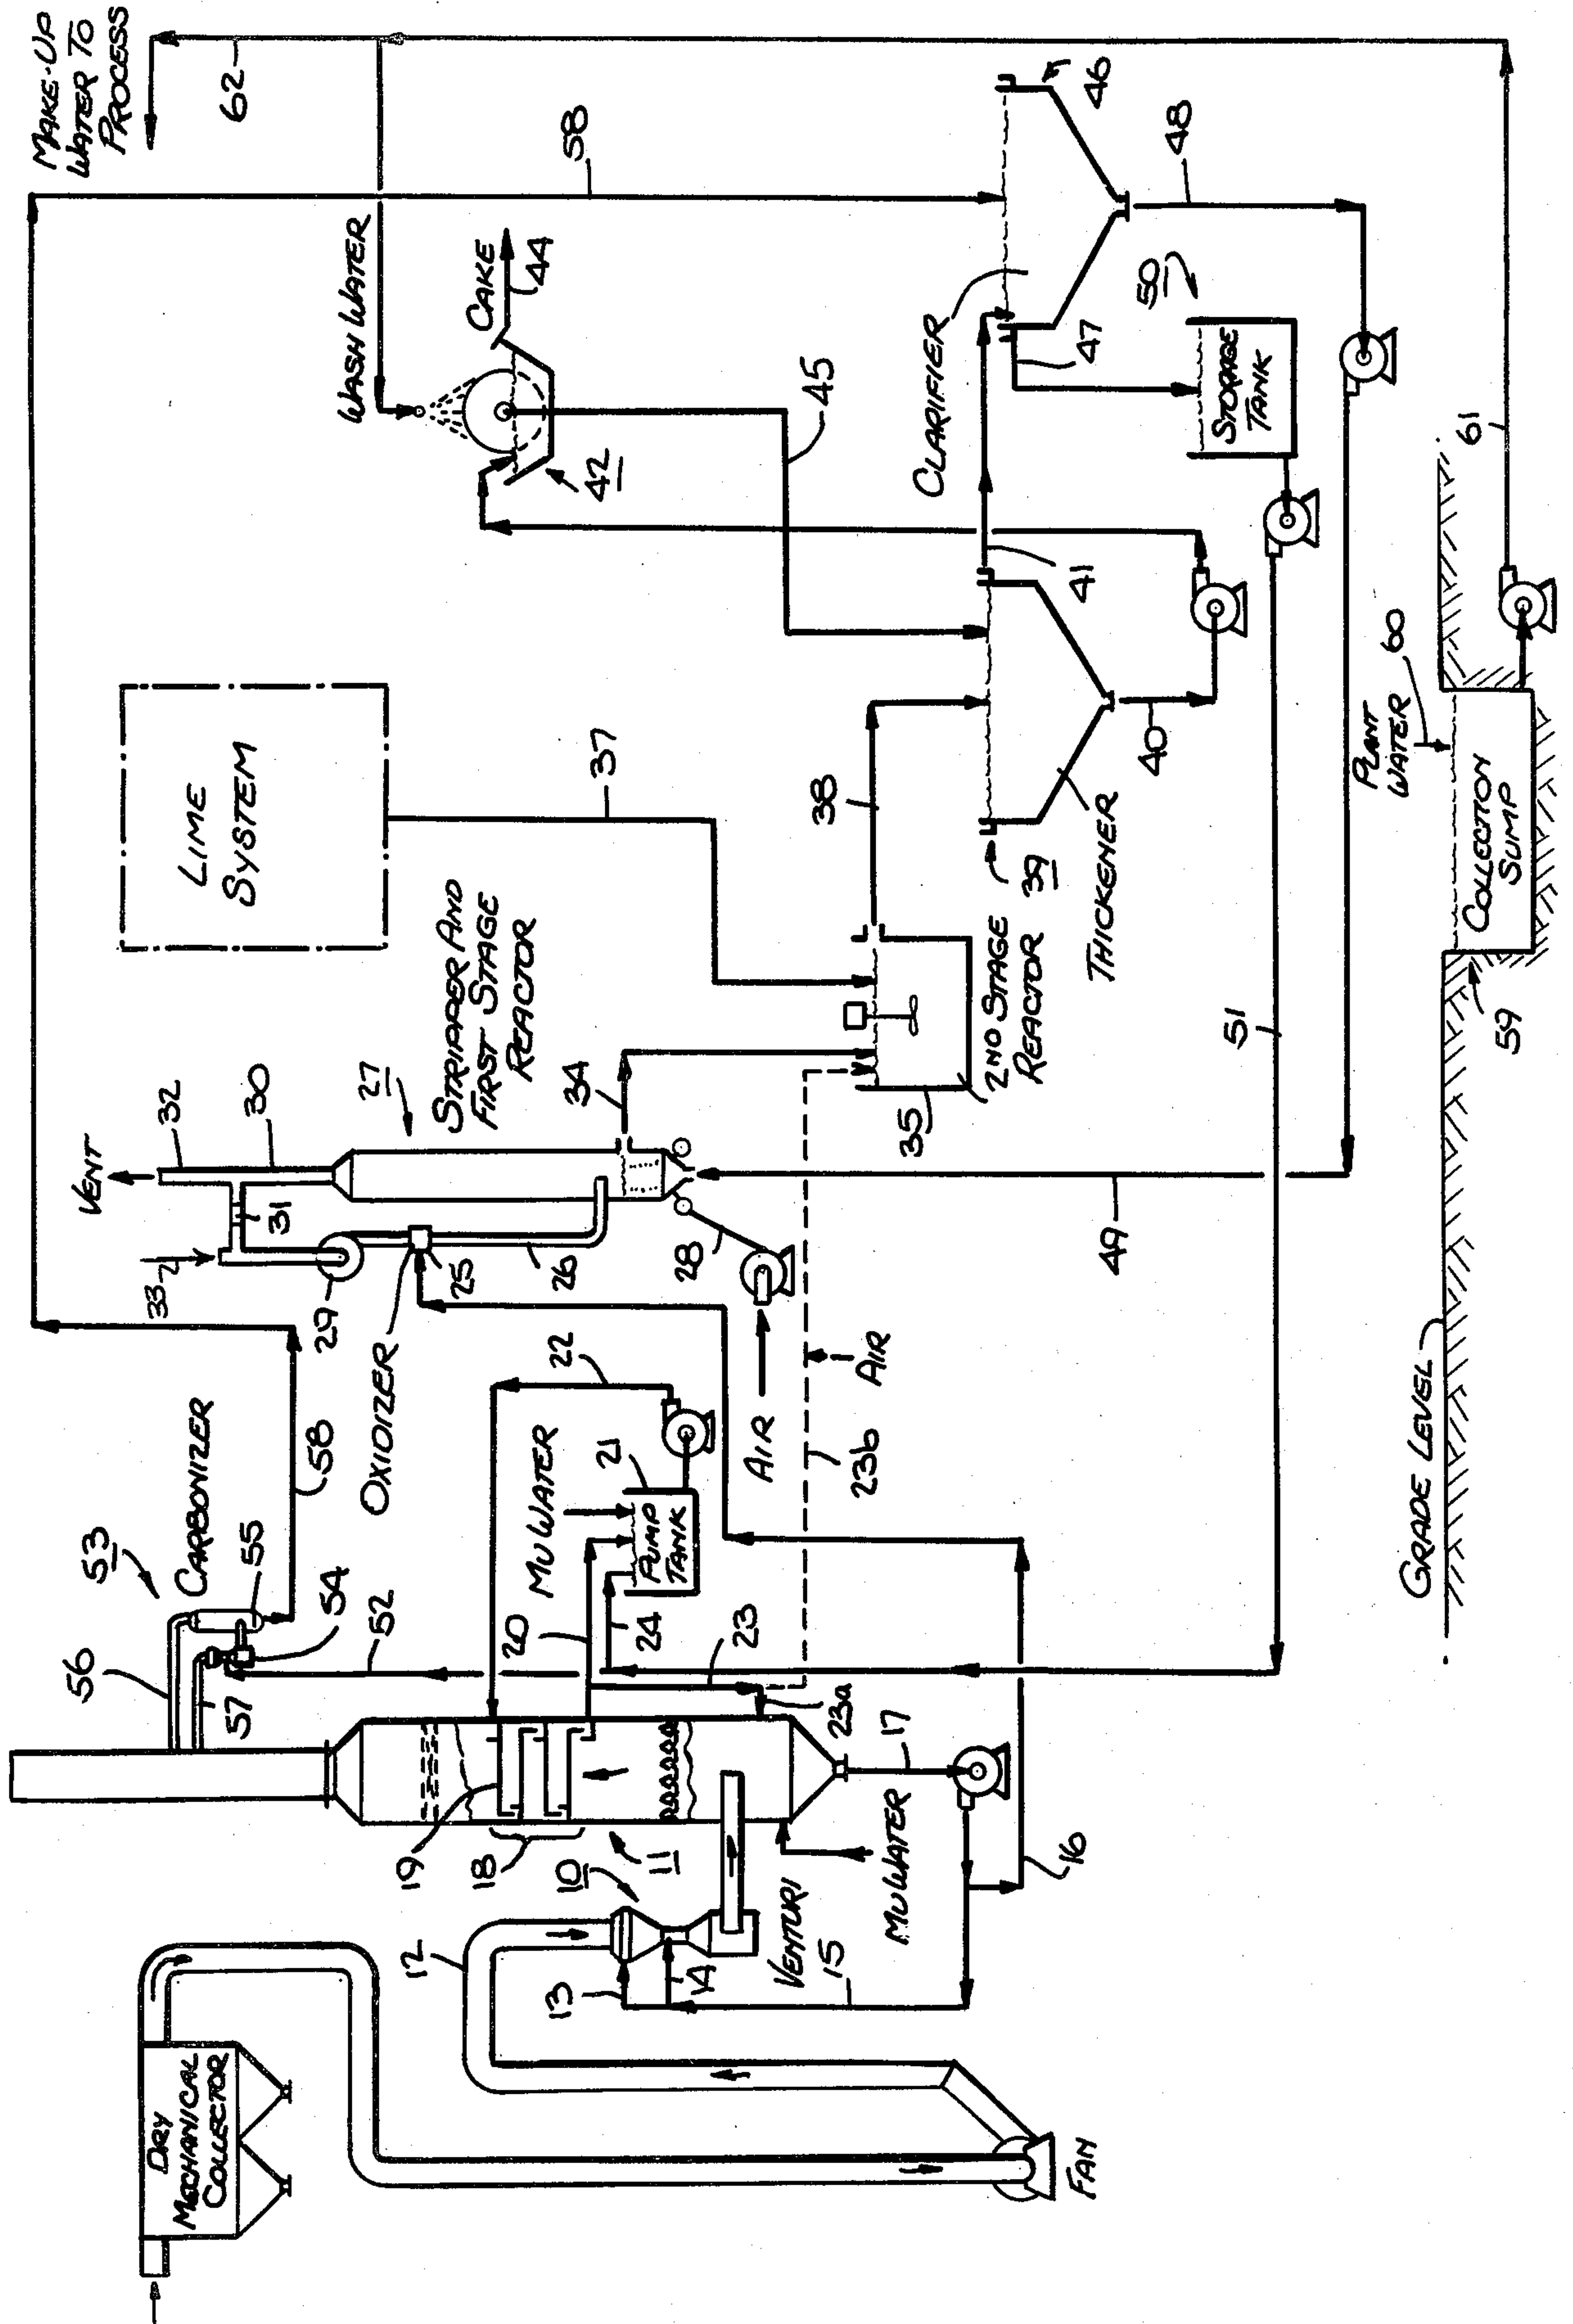 DRY
MECHANICAL
COLLECTOR
FAN
12
13
14
VENTURI
15
10
11
MU WATER
16
17
18
19
56
57
53
CARBONIZER
55
54
52
20
24
23
23a
23b
MU WATER
21
PUMP
TANK
22
AIR
AIR
58
OXIDIZER
25
26
29
33
31
VENT
32
30
27
28
STRIPPER AND
FIRST STAGE
REACTOR
34
35
2ND STAGE
REACTOR
LIME
SYSTEM
37
38
39
THICKENER
40
41
42
CAKE
44
45
WASH WATER
CLARIFIER
46
47
48
49
50
STORAGE
TANK
51
58
62
MAKE-UP
WATER TO
PROCESS
GRADE LEVEL
59
COLLECTION
SUMP
PLANT
WATER
60
61